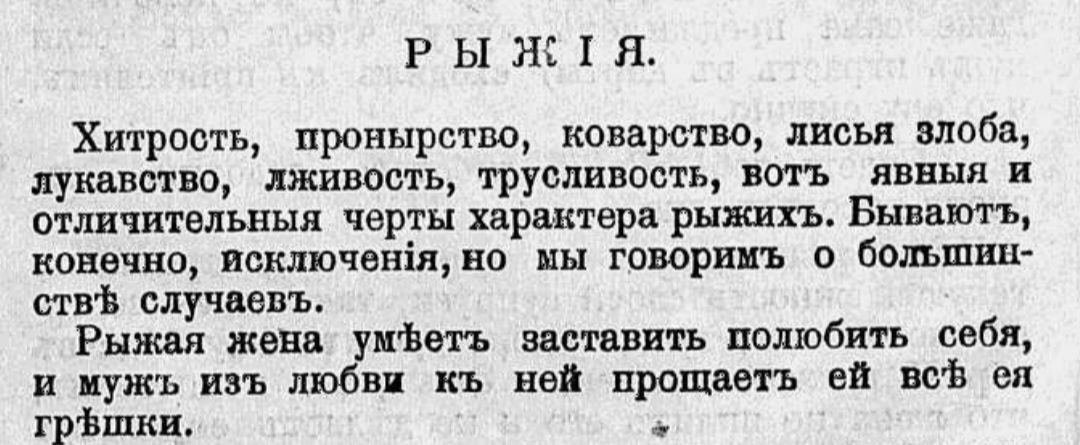 РЫЖІЯ.
Хитрость, пронырство, коварство, лисья злоба,
лукавство, лживость, трусливость, вотъ явныя и
отличительныя черты характера рыжихъ. Бываютъ,
конечно, исключенія, но мы говоримъ о большин-
ствѣ случаевъ.
Рыжая жена умѣетъ заставить полюбить себя,
и мужъ изъ любви къ ней прощаетъ ей всѣ ея
грѣшки.